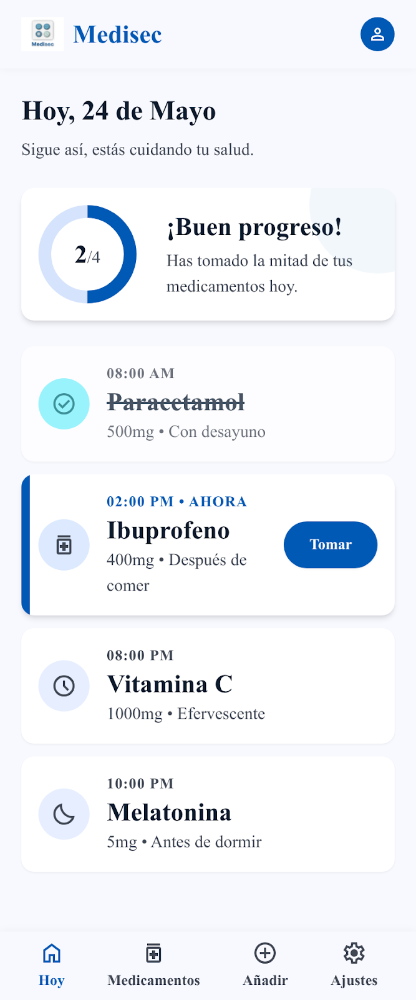 Medisec
Medisec
Hoy, 24 de Mayo
Sigue así, estás cuidando tu salud.
2/4
¡Buen progreso!
Has tomado la mitad de tus
medicamentos hoy.
08:00 AM
Paracetamol
500mg • Con desayuno
02:00 PM • AHORA
Ibuprofeno
400mg • Después de
comer
Tomar
08:00 PM
Vitamina C
1000mg • Efervescente
10:00 PM
Melatonina
5mg • Antes de dormir
Hoy
Medicamentos
Añadir
Ajustes